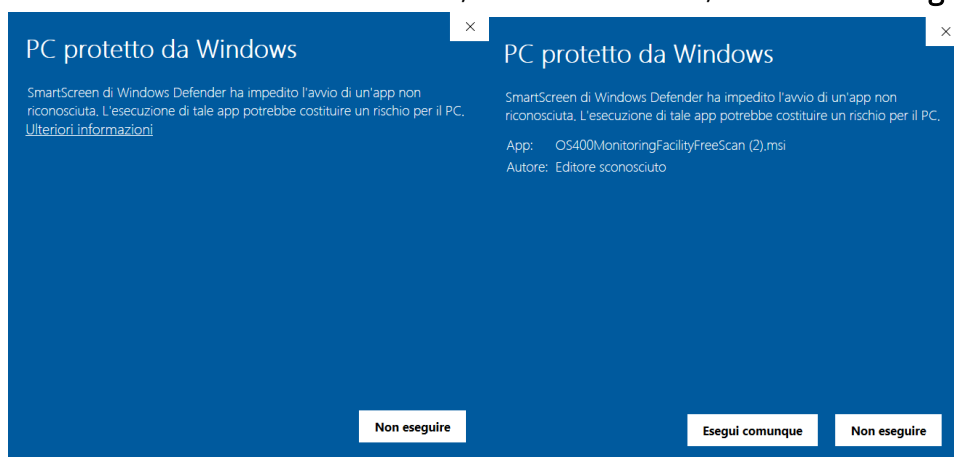 PC protetto da Windows
SmartScreen di Windows Defender ha impedito l'avvio di un'app non
riconosciuta. L'esecuzione di tale app potrebbe costituire un rischio per il PC.
Ulteriori informazioni
Non eseguire
PC protetto da Windows
SmartScreen di Windows Defender ha impedito l'avvio di un'app non
riconosciuta. L'esecuzione di tale app potrebbe costituire un rischio per il PC.
App: OS400MonitoringFacilityFreeScan (2).msi
Autore: Editore sconosciuto
Esegui comunque
Non eseguire